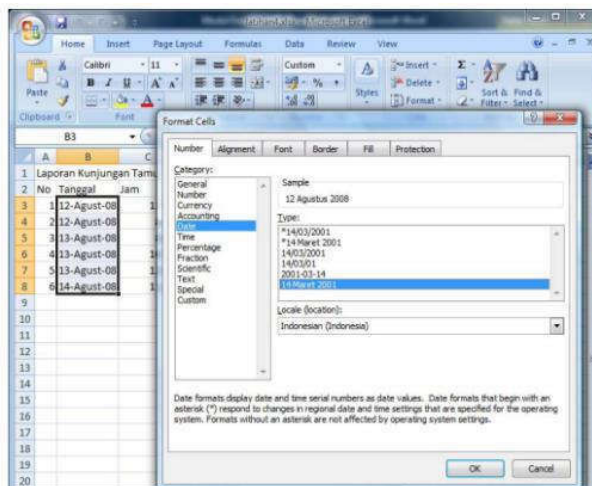 Microsoft Excel
Home Insert Page Layout Formulas Data Review View
Calibri 11 Custom Insert
Paste B I U A A % Styles Delete Format Sort & Filter Find & Select
Clipboard Font
B3
A B C
1 Laporan Kunjungan Tamu
2 No Tanggal Jam
3 1 12-Agust-08
4 2 12-Agust-08
5 3 13-Agust-08
6 4 13-Agust-08
7 5 13-Agust-08
8 6 14-Agust-08
9
10
11
12
13
14
15
16
17
18
19
20
Format Cells
Number Alignment Font Border Fill Protection
Category:
General
Number
Currency
Accounting
Date
Time
Percentage
Fraction
Scientific
Text
Special
Custom
Sample
12 Agustus 2008
Type:
*14/03/2001
*14 Maret 2001
14/03/2001
14/03/01
2001-03-14
14 Maret 2001
Locale (location):
Indonesian (Indonesia)
Date formats display date and time serial numbers as date values. Date formats that begin with an
asterisk (*) respond to changes in regional date and time settings that are specified for the operating
system. Formats without an asterisk are not affected by operating system settings.
OK Cancel